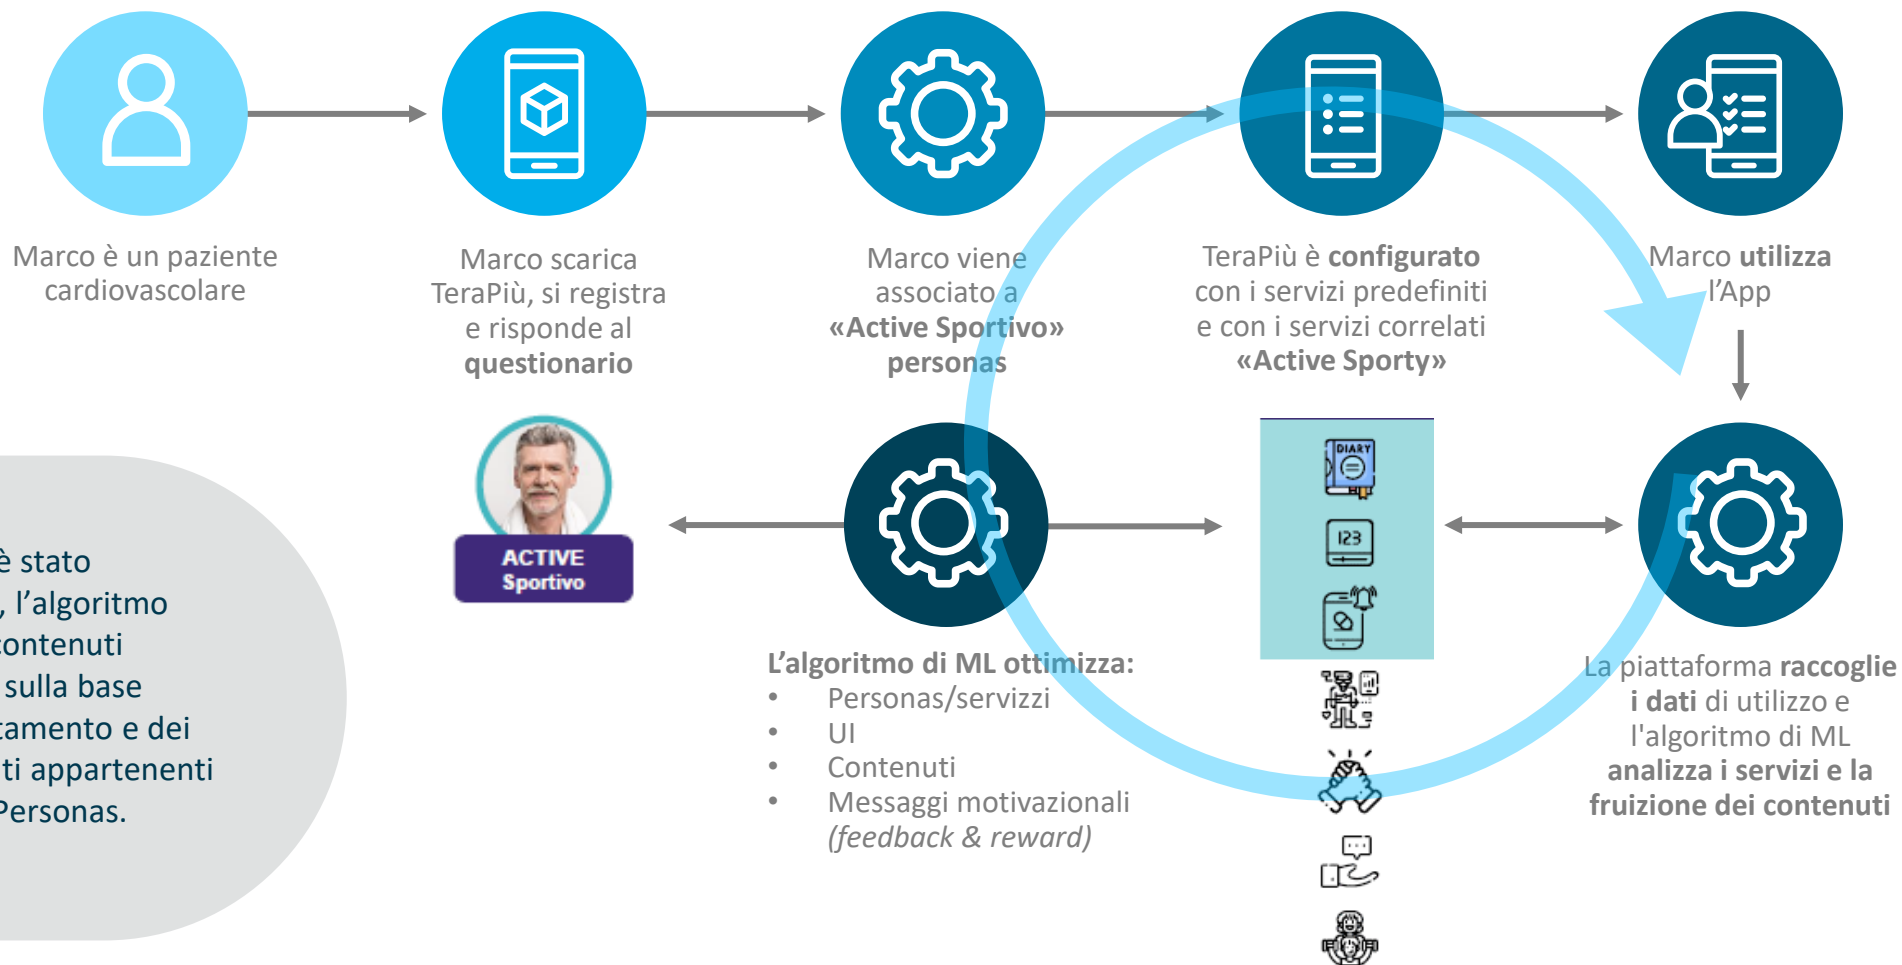 Marco è un paziente
cardiovascolare
Marco scarica
TeraPiù, si registra
e risponde al
questionario
Marco viene
associato a
«Active Sportivo»
personas
TeraPiù è configurato
con i servizi predefiniti
e con i servizi correlati
«Active Sporty»
Marco utilizza
l’App
ACTIVE
Sportivo
DIARY
123
è stato
, l’algoritmo
contenuti
sulla base
tamento e dei
ti appartenenti
Personas.
L’algoritmo di ML ottimizza:
• Personas/servizi
• UI
• Contenuti
• Messaggi motivazionali
(feedback & reward)
La piattaforma raccoglie
i dati di utilizzo e
l'algoritmo di ML
analizza i servizi e la
fruizione dei contenuti